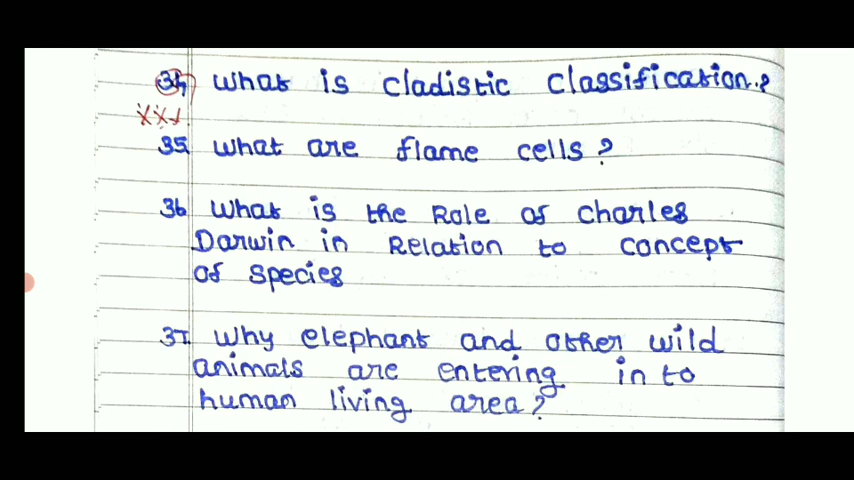 34 What is cladistic classification?
xxx
35 What are flame cells?
36 What is the Role of Charles
Darwin in Relation to concept
of species
37 Why elephant and other wild
animals are entering in to
human living area?